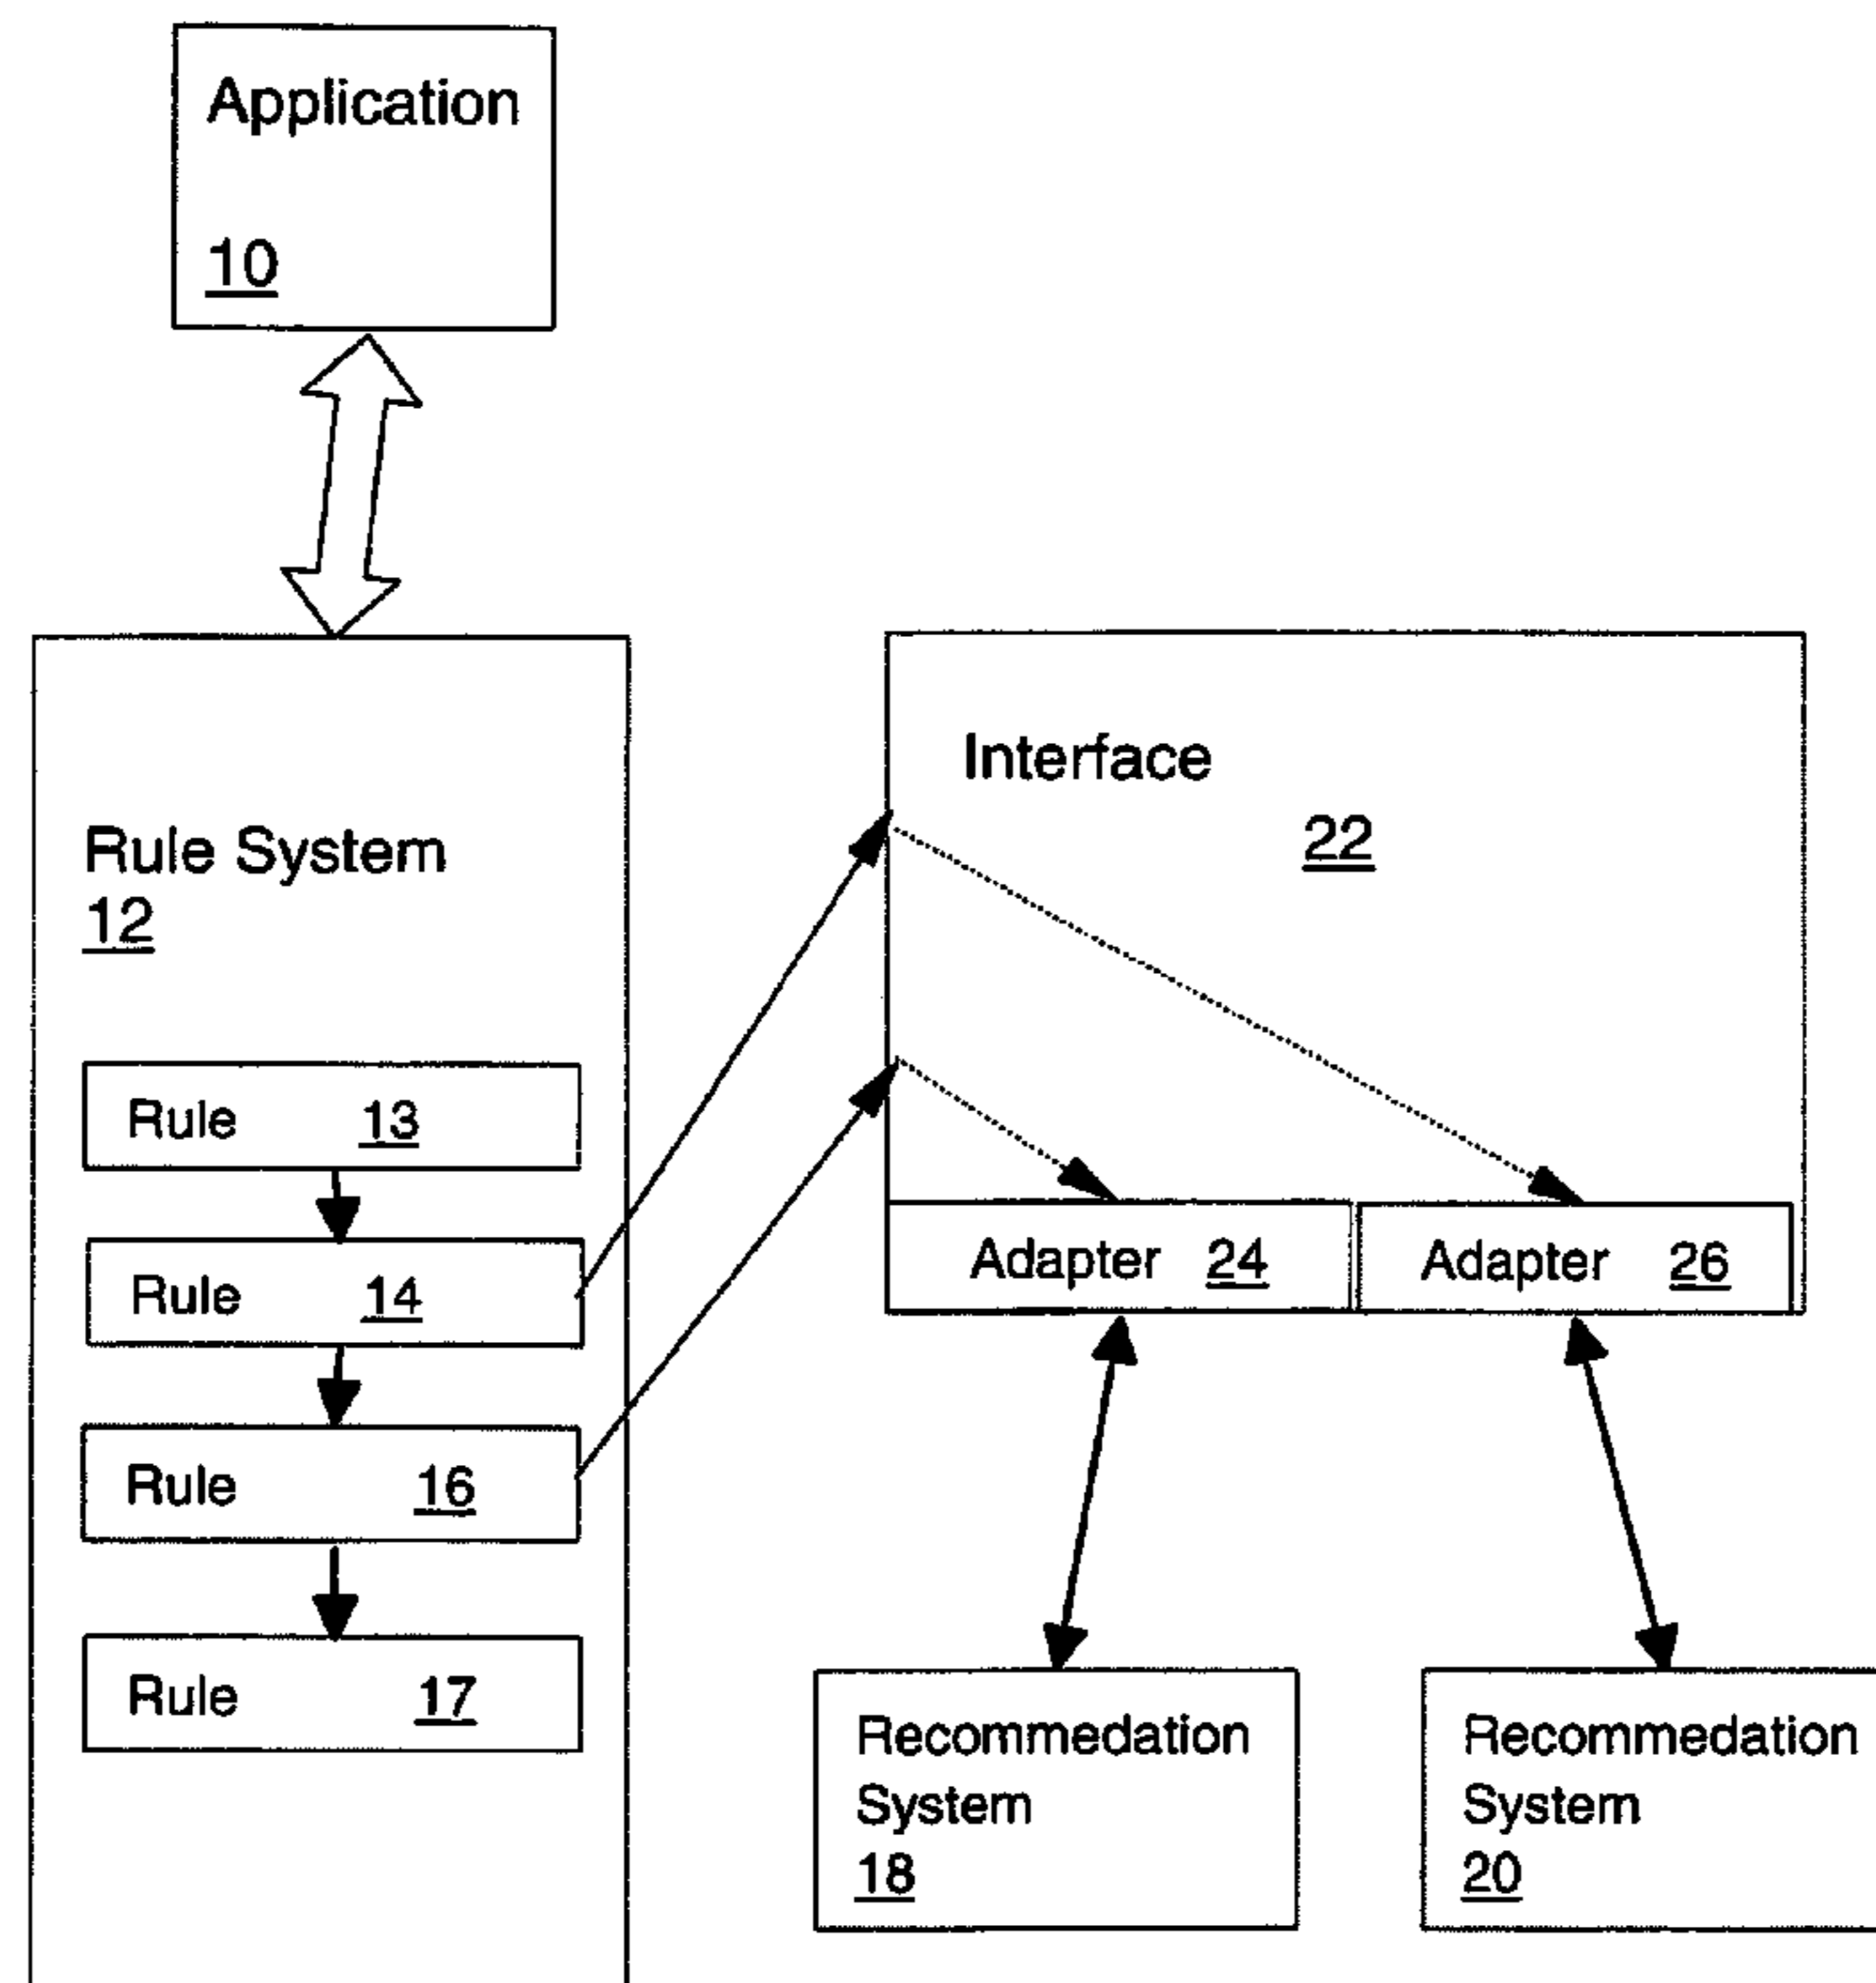 Application
10
Rule System
12
Rule 13
Rule 14
Rule 16
Rule 17
Interface
22
Adapter 24
Adapter 26
Recommedation
System
18
Recommedation
System
20